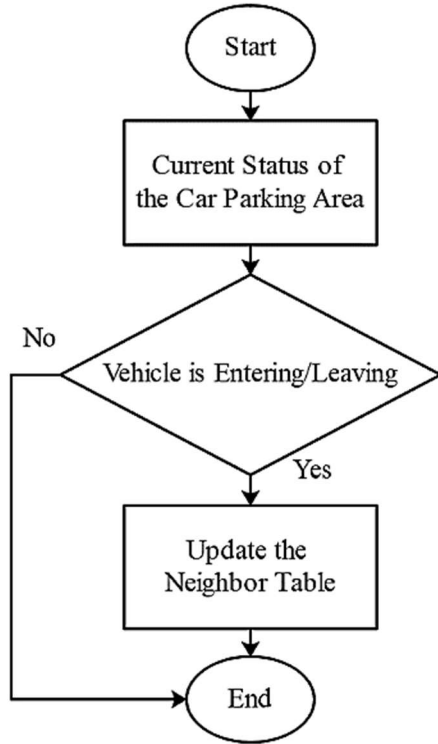 Start
Current Status of
the Car Parking Area
No
Vehicle is Entering/Leaving
Yes
Update the
Neighbor Table
End